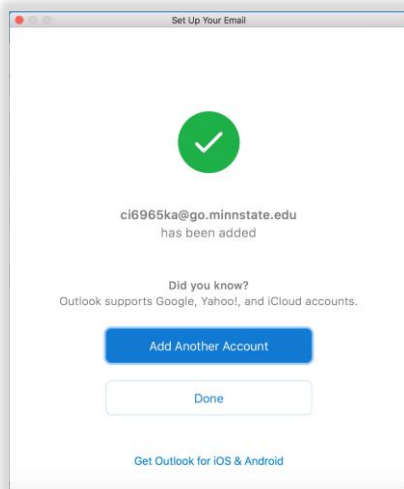 Set Up Your Email
ci6965ka@go.minnstate.edu
has been added
Did you know?
Outlook supports Google, Yahoo!, and iCloud accounts.
Add Another Account
Done
Get Outlook for iOS & Android